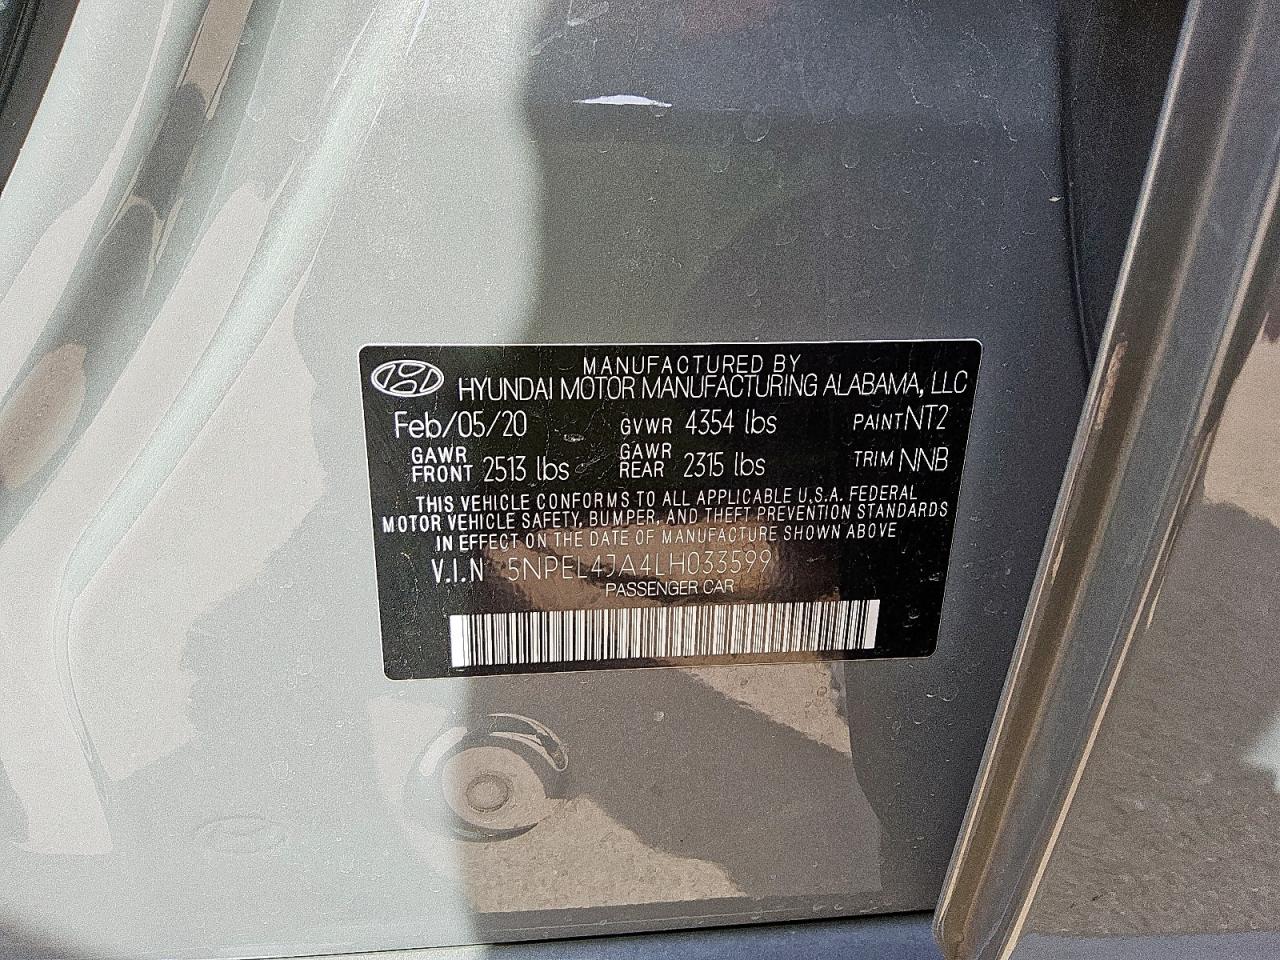 MANUFACTURED BY
HYUNDAI MOTOR MANUFACTURING ALABAMA, LLC
Feb/05/20 GVWR 4354 lbs PAINT NT2
GAWR FRONT 2513 lbs GAWR REAR 2315 lbs TRIM NNB
THIS VEHICLE CONFORMS TO ALL APPLICABLE U.S.A. FEDERAL
MOTOR VEHICLE SAFETY, BUMPER, AND THEFT PREVENTION STANDARDS
IN EFFECT ON THE DATE OF MANUFACTURE SHOWN ABOVE
V.I.N 5NPEL4JA4LH033599
PASSENGER CAR